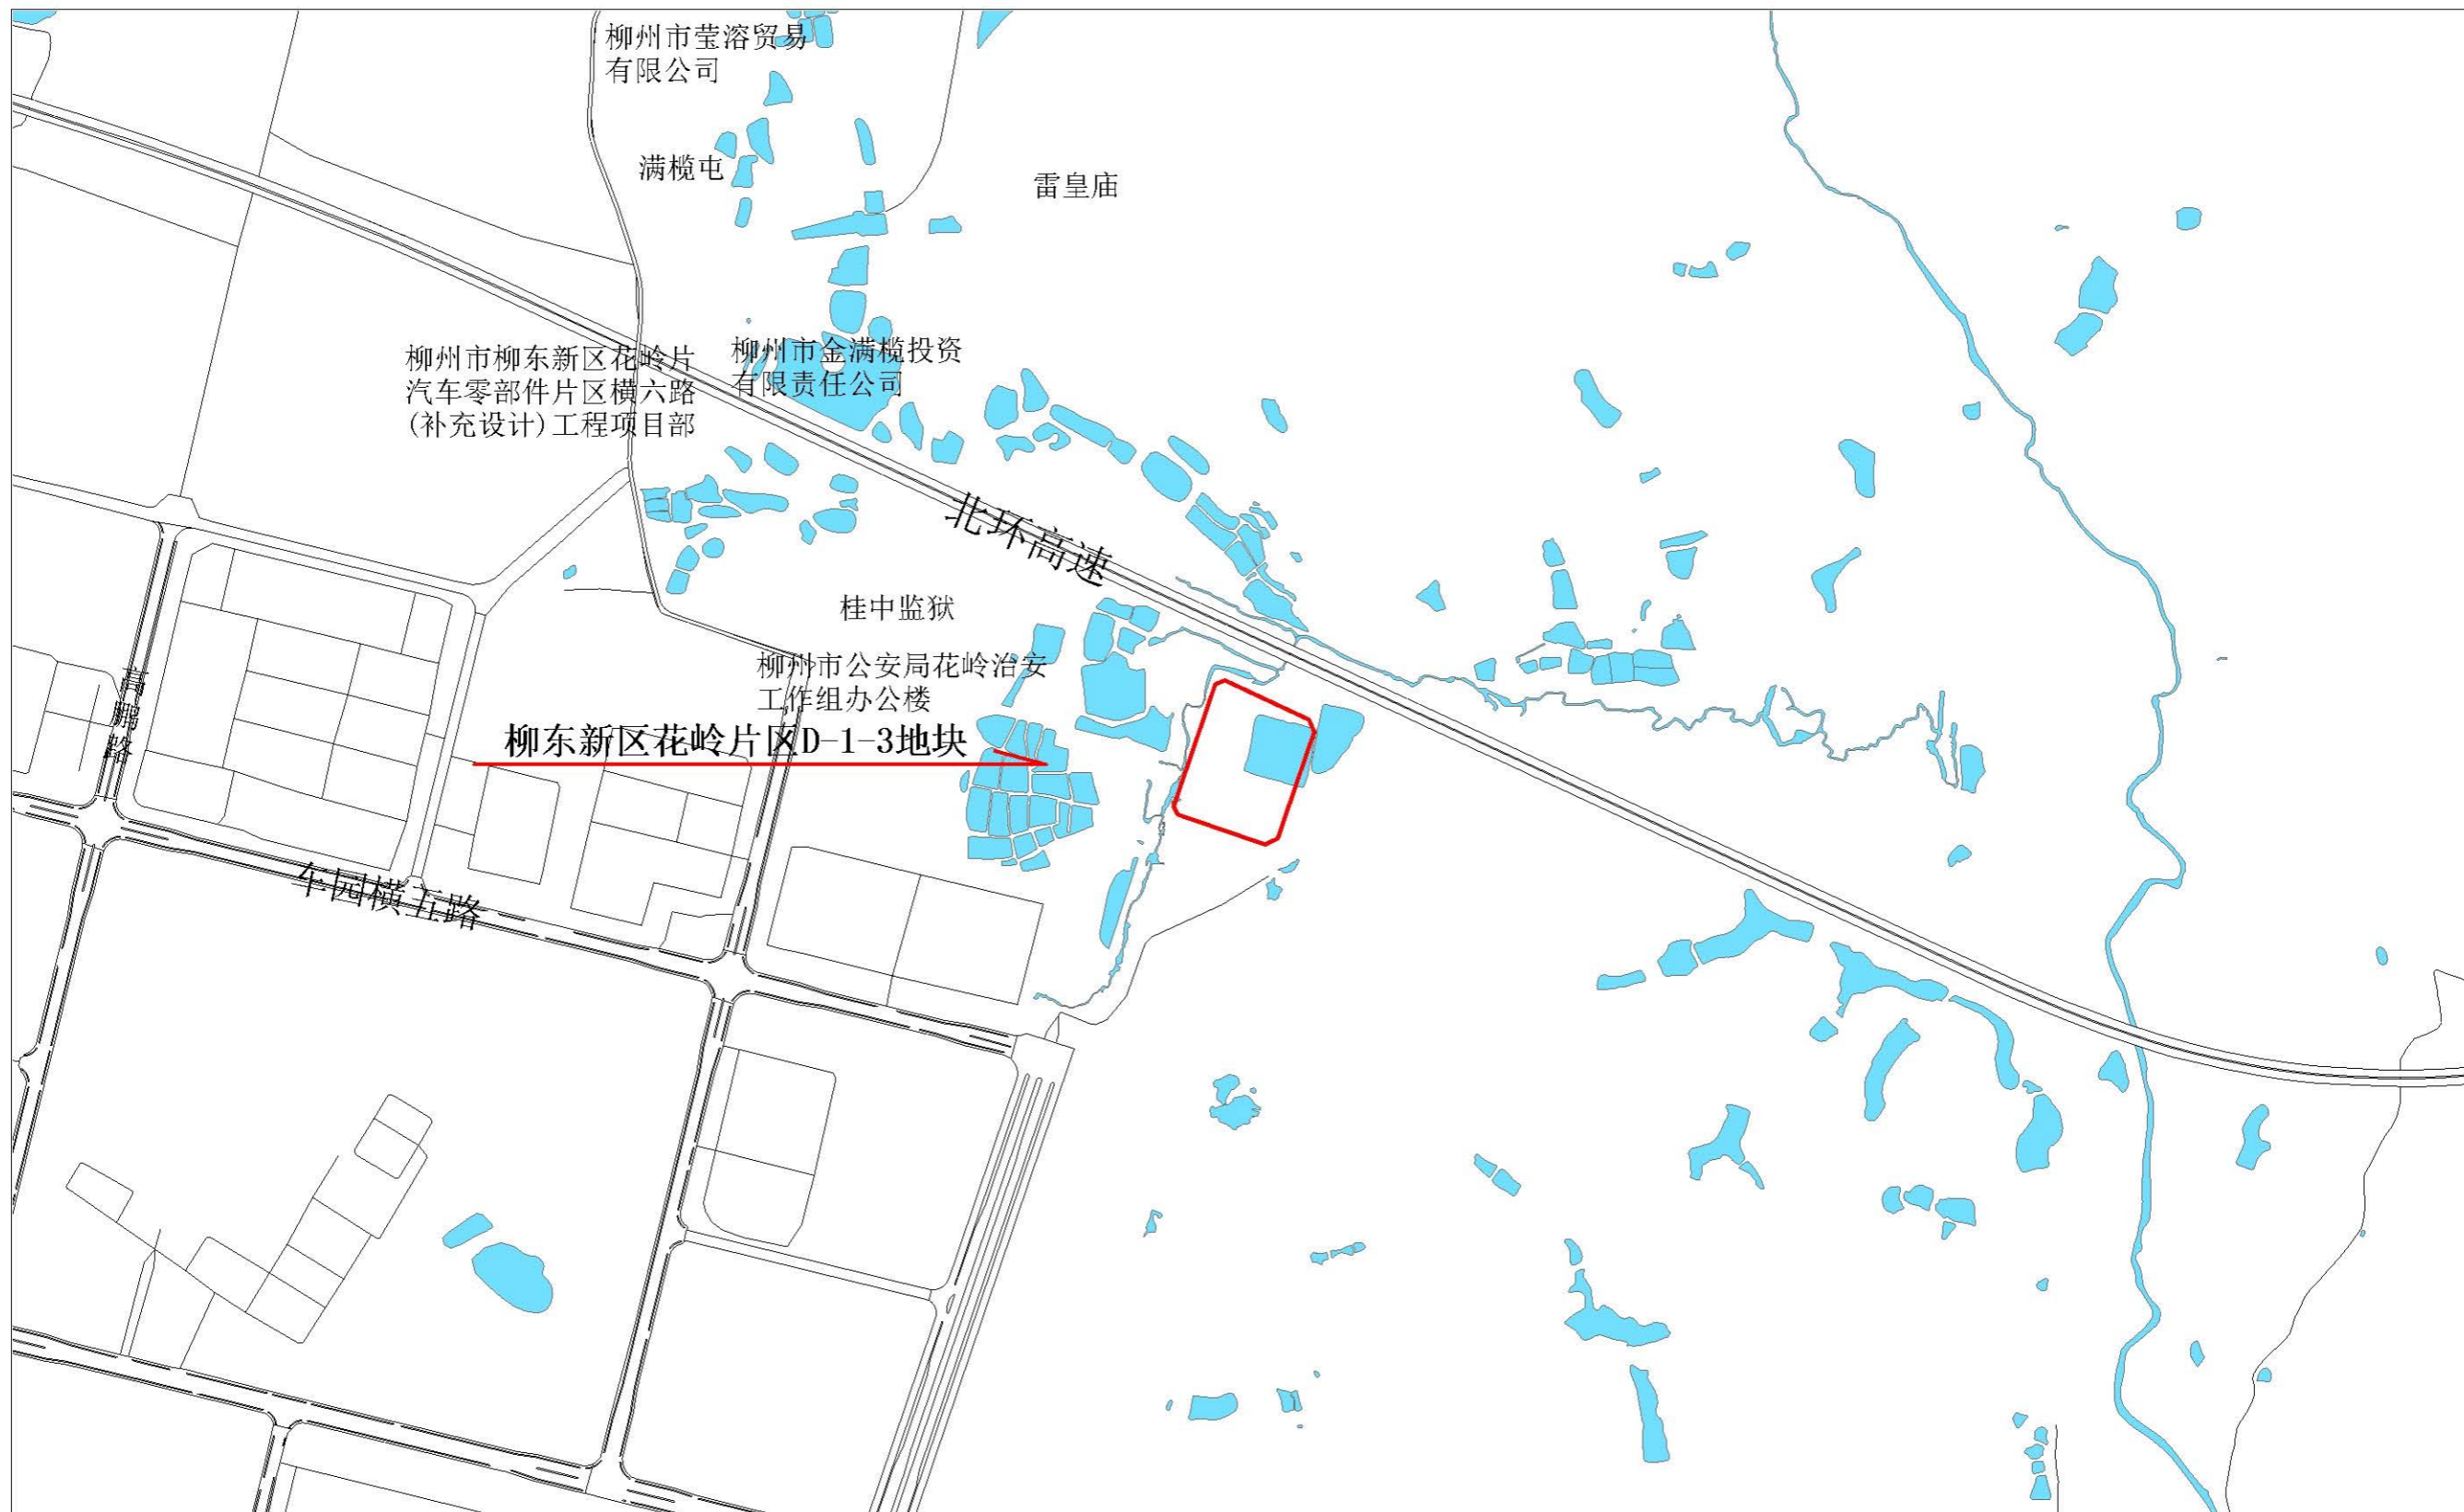 柳州市莹溶贸易
有限公司
满榄屯
雷皇庙
柳州市柳东新区花岭片
汽车零部件片区横六路
(补充设计)工程项目部
柳州市金满榄投资
有限责任公司
北环高速
桂中监狱
柳州市公安局花岭治安
工作组办公楼
高鹏路
柳东新区花岭片区D-1-3地块
车园横五路